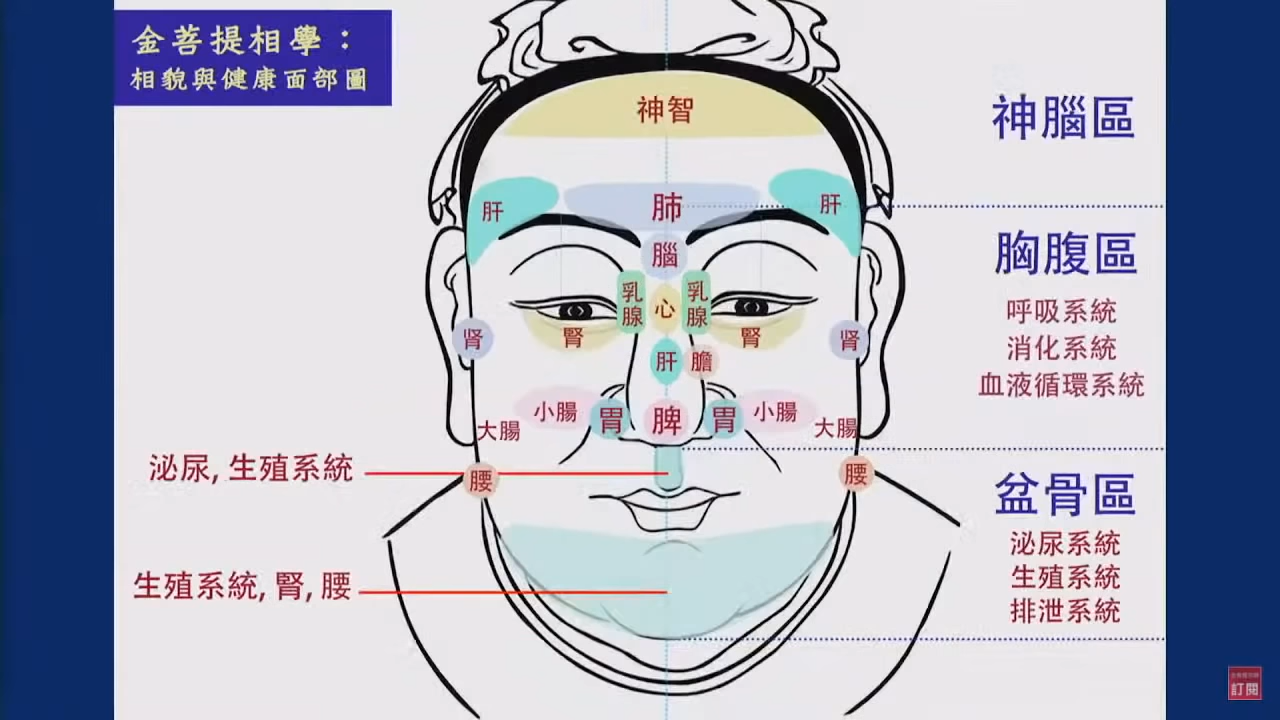 金菩提相學：
相貌與健康面部圖
神智
神腦區
肝
肺
肝
腦
胸腹區
乳腺
心
乳腺
呼吸系統
腎
腎
肾
肾
消化系統
肝
膽
血液循環系統
小腸
胃
脾
胃
小腸
大腸
大腸
泌尿, 生殖系統
腰
腰
盆骨區
泌尿系統
生殖系統, 腎, 腰
生殖系統
排泄系統
訂閱